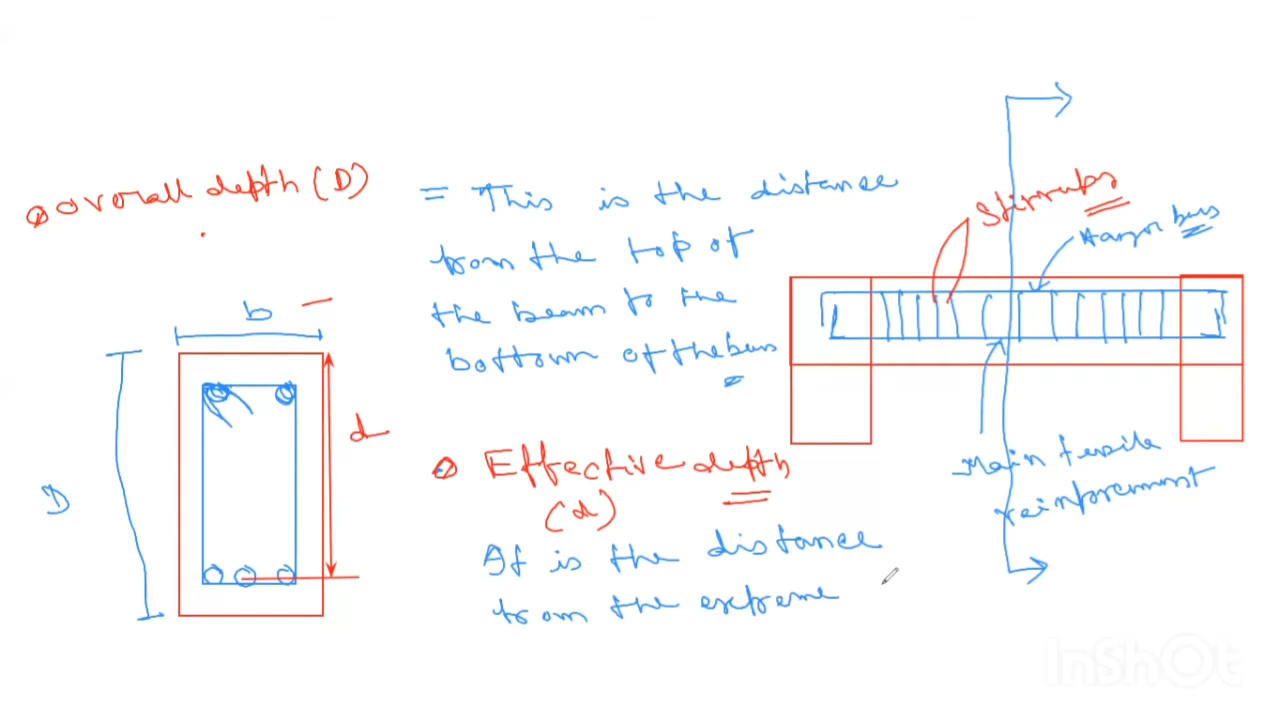 overall depth (D)
= This is the distance
from the top of
the beam to the
bottom of the beam
b
d
D
Effective depth
(d)
It is the distance
from the extreme
Stirrups
Hanger bars
Main tensile
reinforcement
InShOt